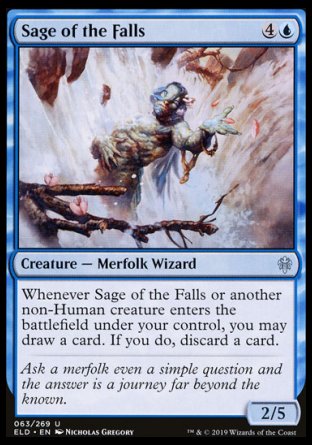 Sage of the Falls 4
Creature — Merfolk Wizard
Whenever Sage of the Falls or another
non-Human creature enters the
battlefield under your control, you may
draw a card. If you do, discard a card.
Ask a merfolk even a simple question and
the answer is a journey far beyond the
known.
2/5
063/269 U
ELD • EN Nicholas Gregory
™ & © 2019 Wizards of the Coast